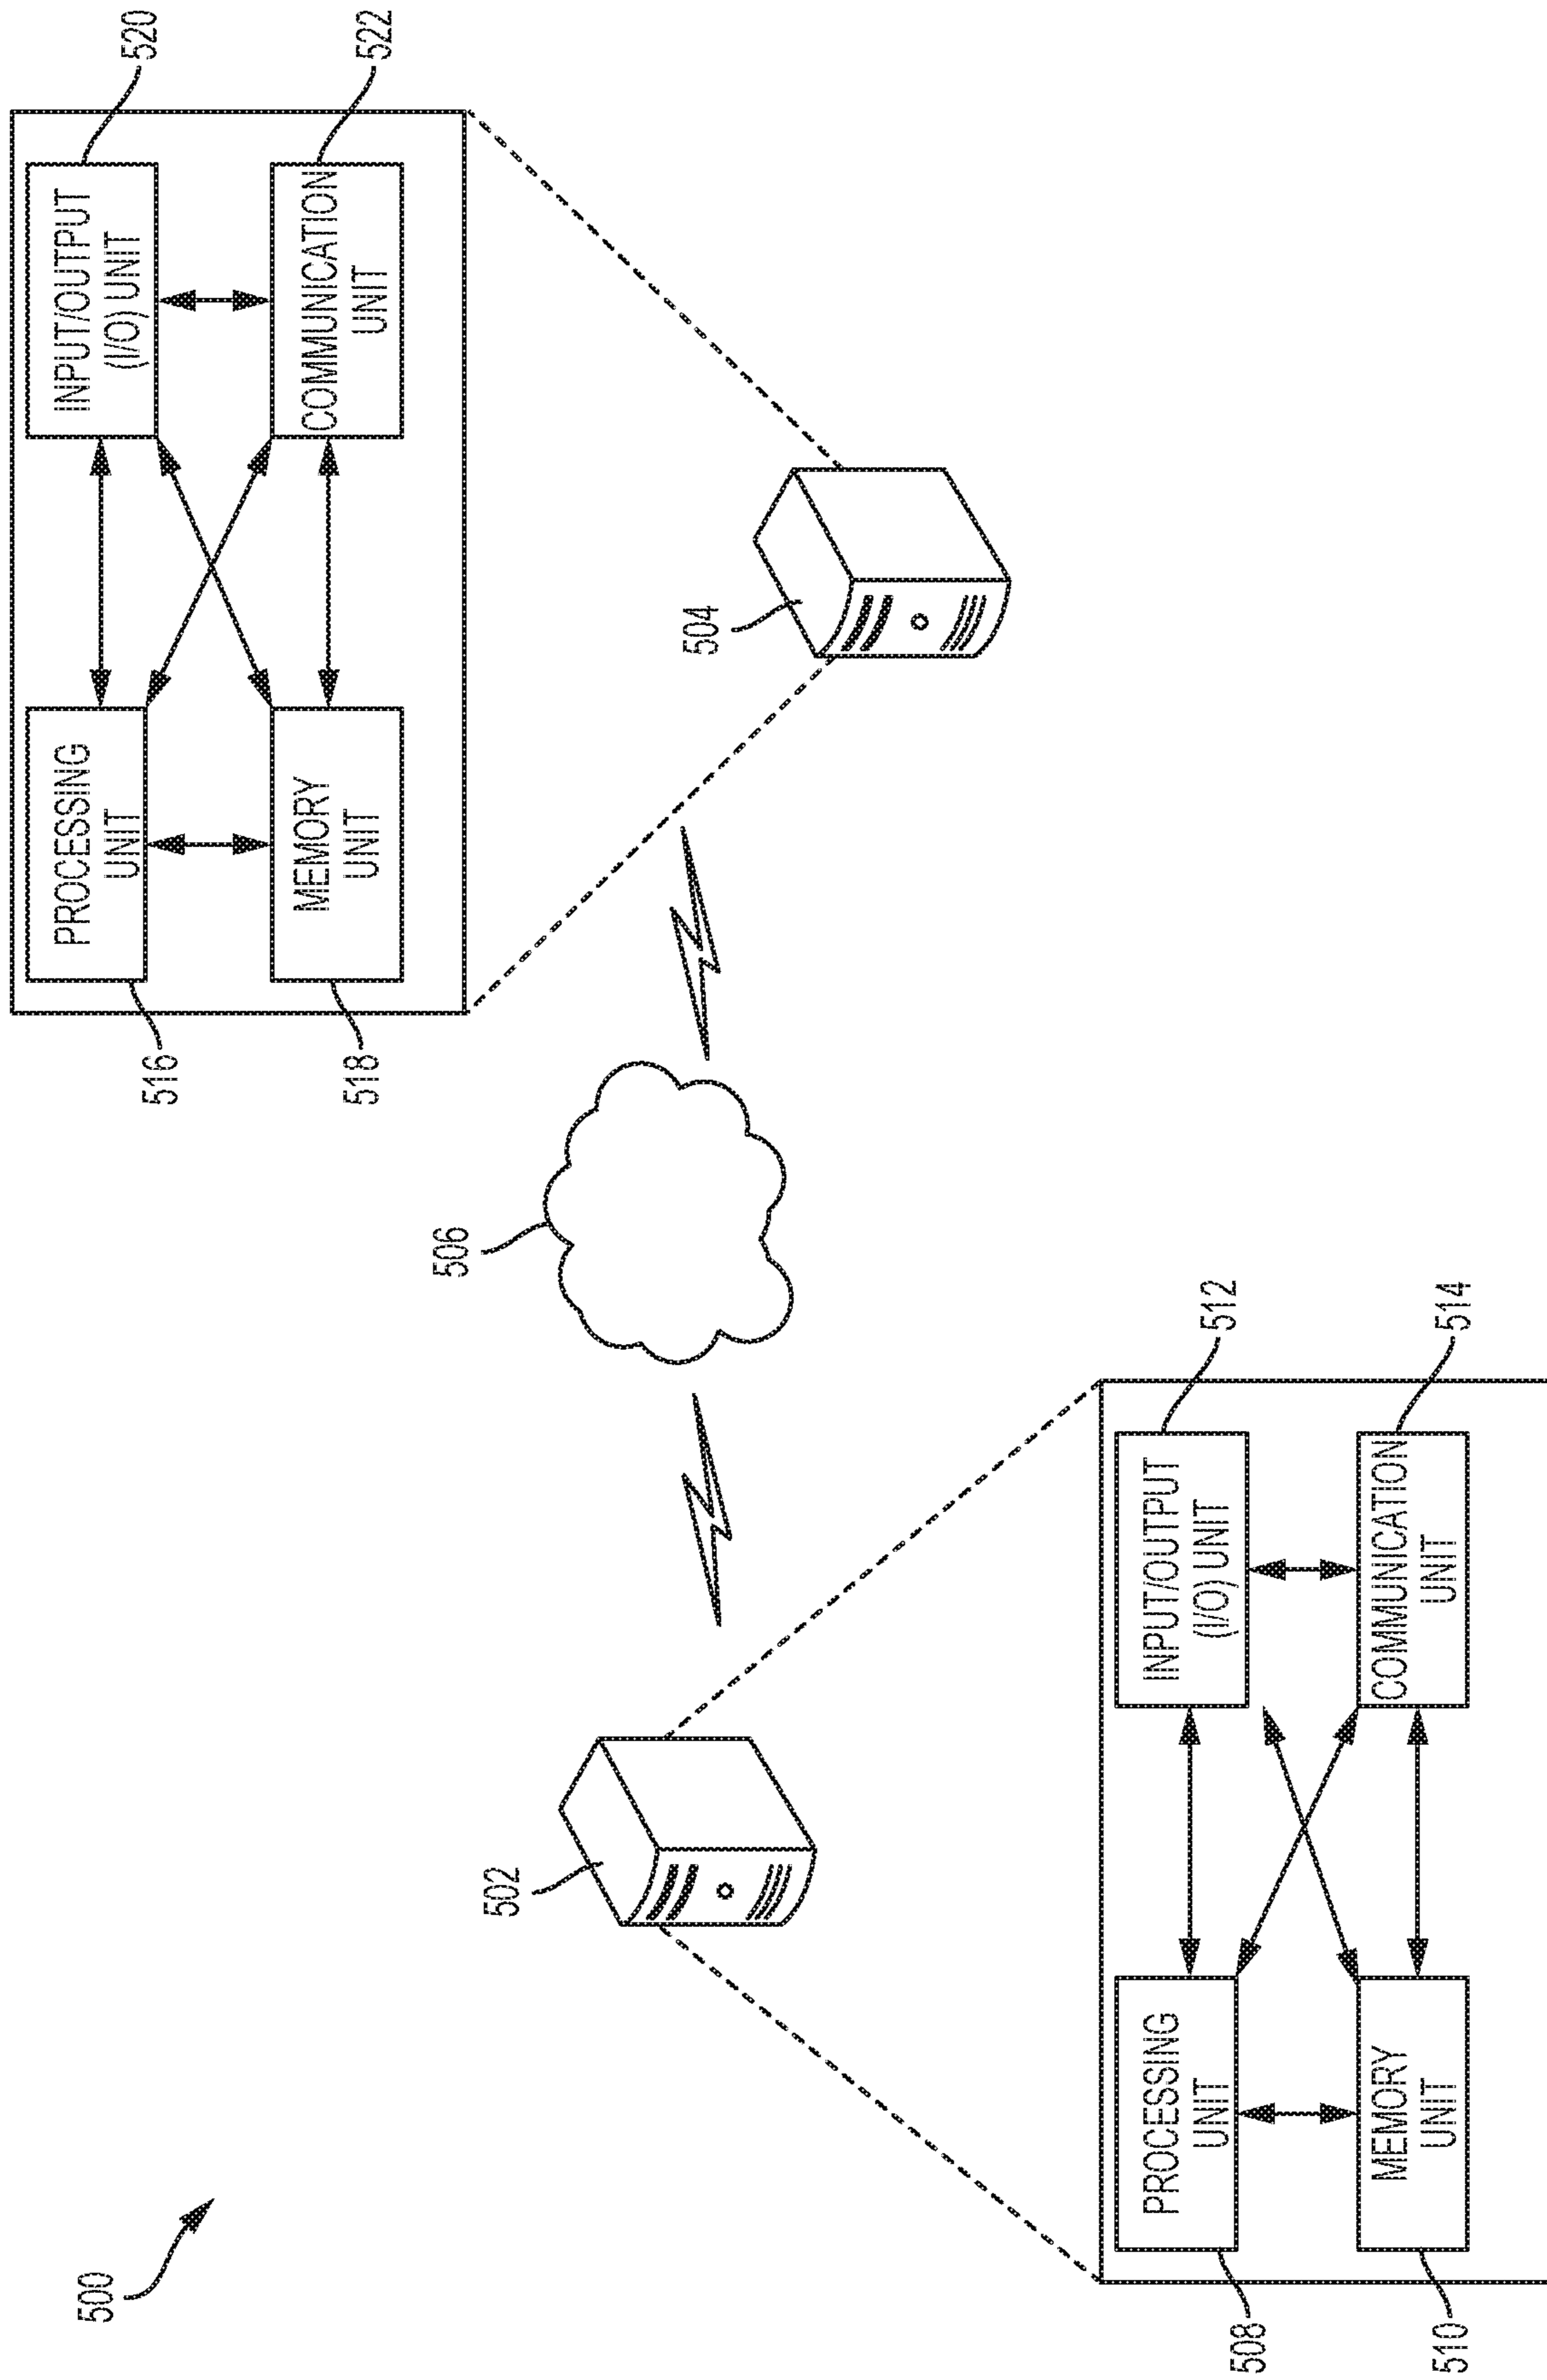 500
502
504
506
516
PROCESSING
UNIT
518
MEMORY
UNIT
520
INPUT/OUTPUT
(I/O) UNIT
522
COMMUNICATION
UNIT
508
PROCESSING
UNIT
510
MEMORY
UNIT
512
INPUT/OUTPUT
(I/O) UNIT
514
COMMUNICATION
UNIT